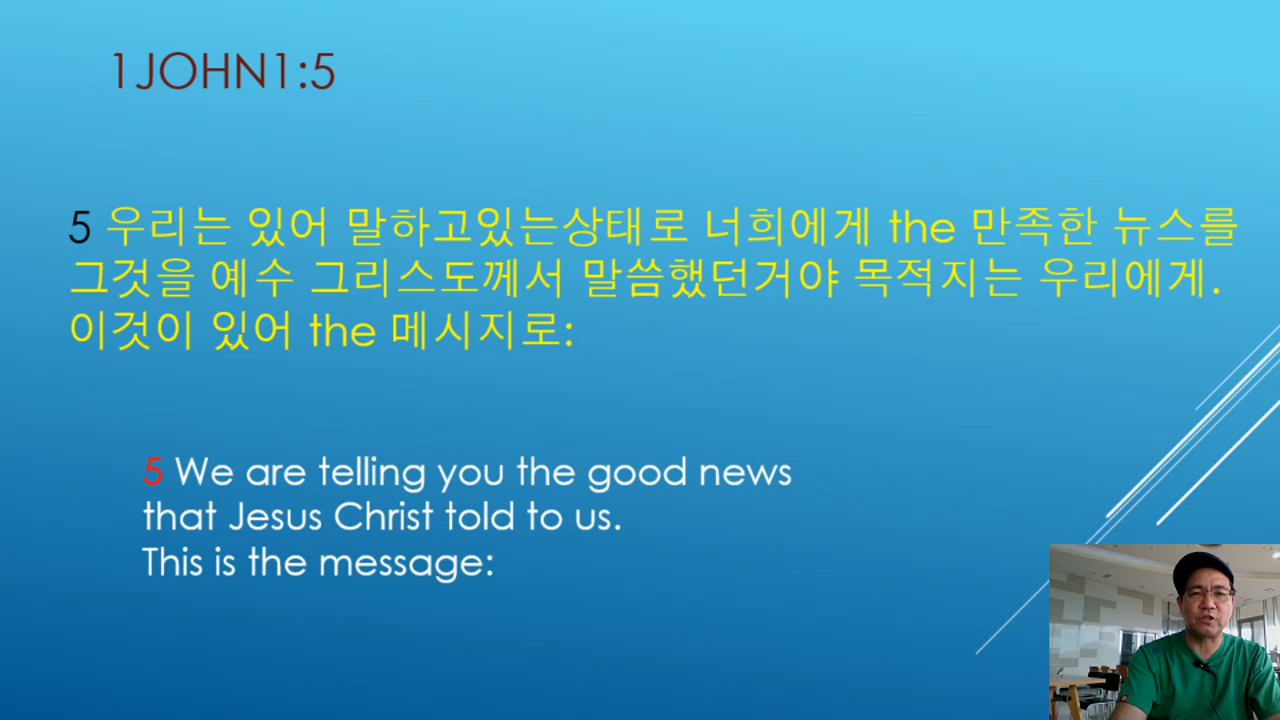 1JOHN1:5
5 우리는 있어 말하고있는상태로 너희에게 the 만족한 뉴스를
그것을 예수 그리스도께서 말씀했던거야 목적지는 우리에게.
이것이 있어 the 메시지로:
5 We are telling you the good news
that Jesus Christ told to us.
This is the message: